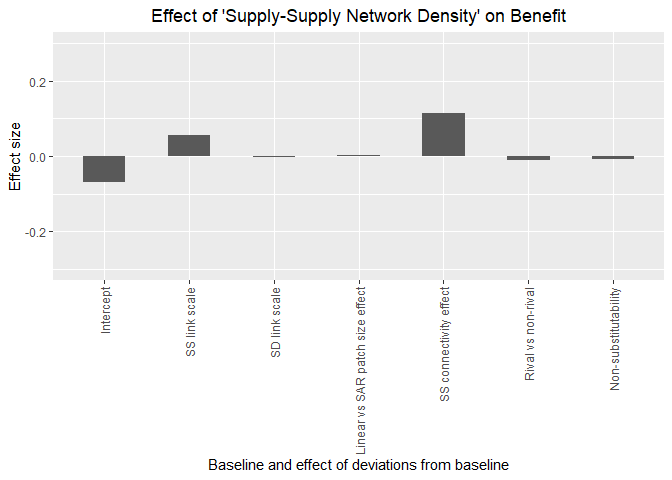 Effect of 'Supply-Supply Network Density' on Benefit
Effect size
0.2
0.0
-0.2
Intercept
SS link scale
SD link scale
Linear vs SAR patch size effect
SS connectivity effect
Rival vs non-rival
Non-substitutability
Baseline and effect of deviations from baseline